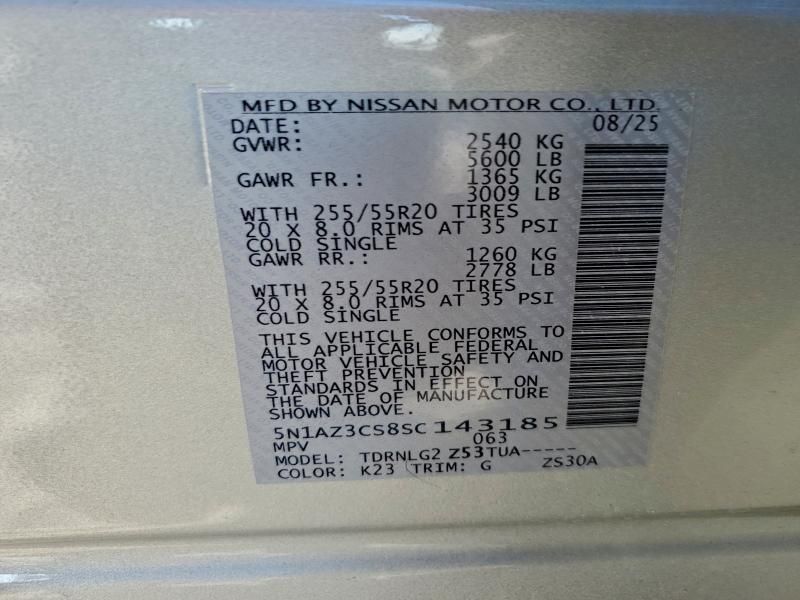 MFD BY NISSAN MOTOR CO., LTD.
DATE: 08/25
GVWR: 2540 KG
5600 LB
GAWR FR.: 1365 KG
3009 LB
WITH 255/55R20 TIRES
20 X 8.0 RIMS AT 35 PSI
COLD SINGLE
GAWR RR.: 1260 KG
2778 LB
WITH 255/55R20 TIRES
20 X 8.0 RIMS AT 35 PSI
COLD SINGLE
THIS VEHICLE CONFORMS TO
ALL APPLICABLE FEDERAL
MOTOR VEHICLE SAFETY AND
THEFT PREVENTION
STANDARDS IN EFFECT ON
THE DATE OF MANUFACTURE
SHOWN ABOVE.
5N1AZ3CS8SC143185
MPV 063
MODEL: TDRNLG2 Z53TUA-----
COLOR: K23 TRIM: G ZS30A